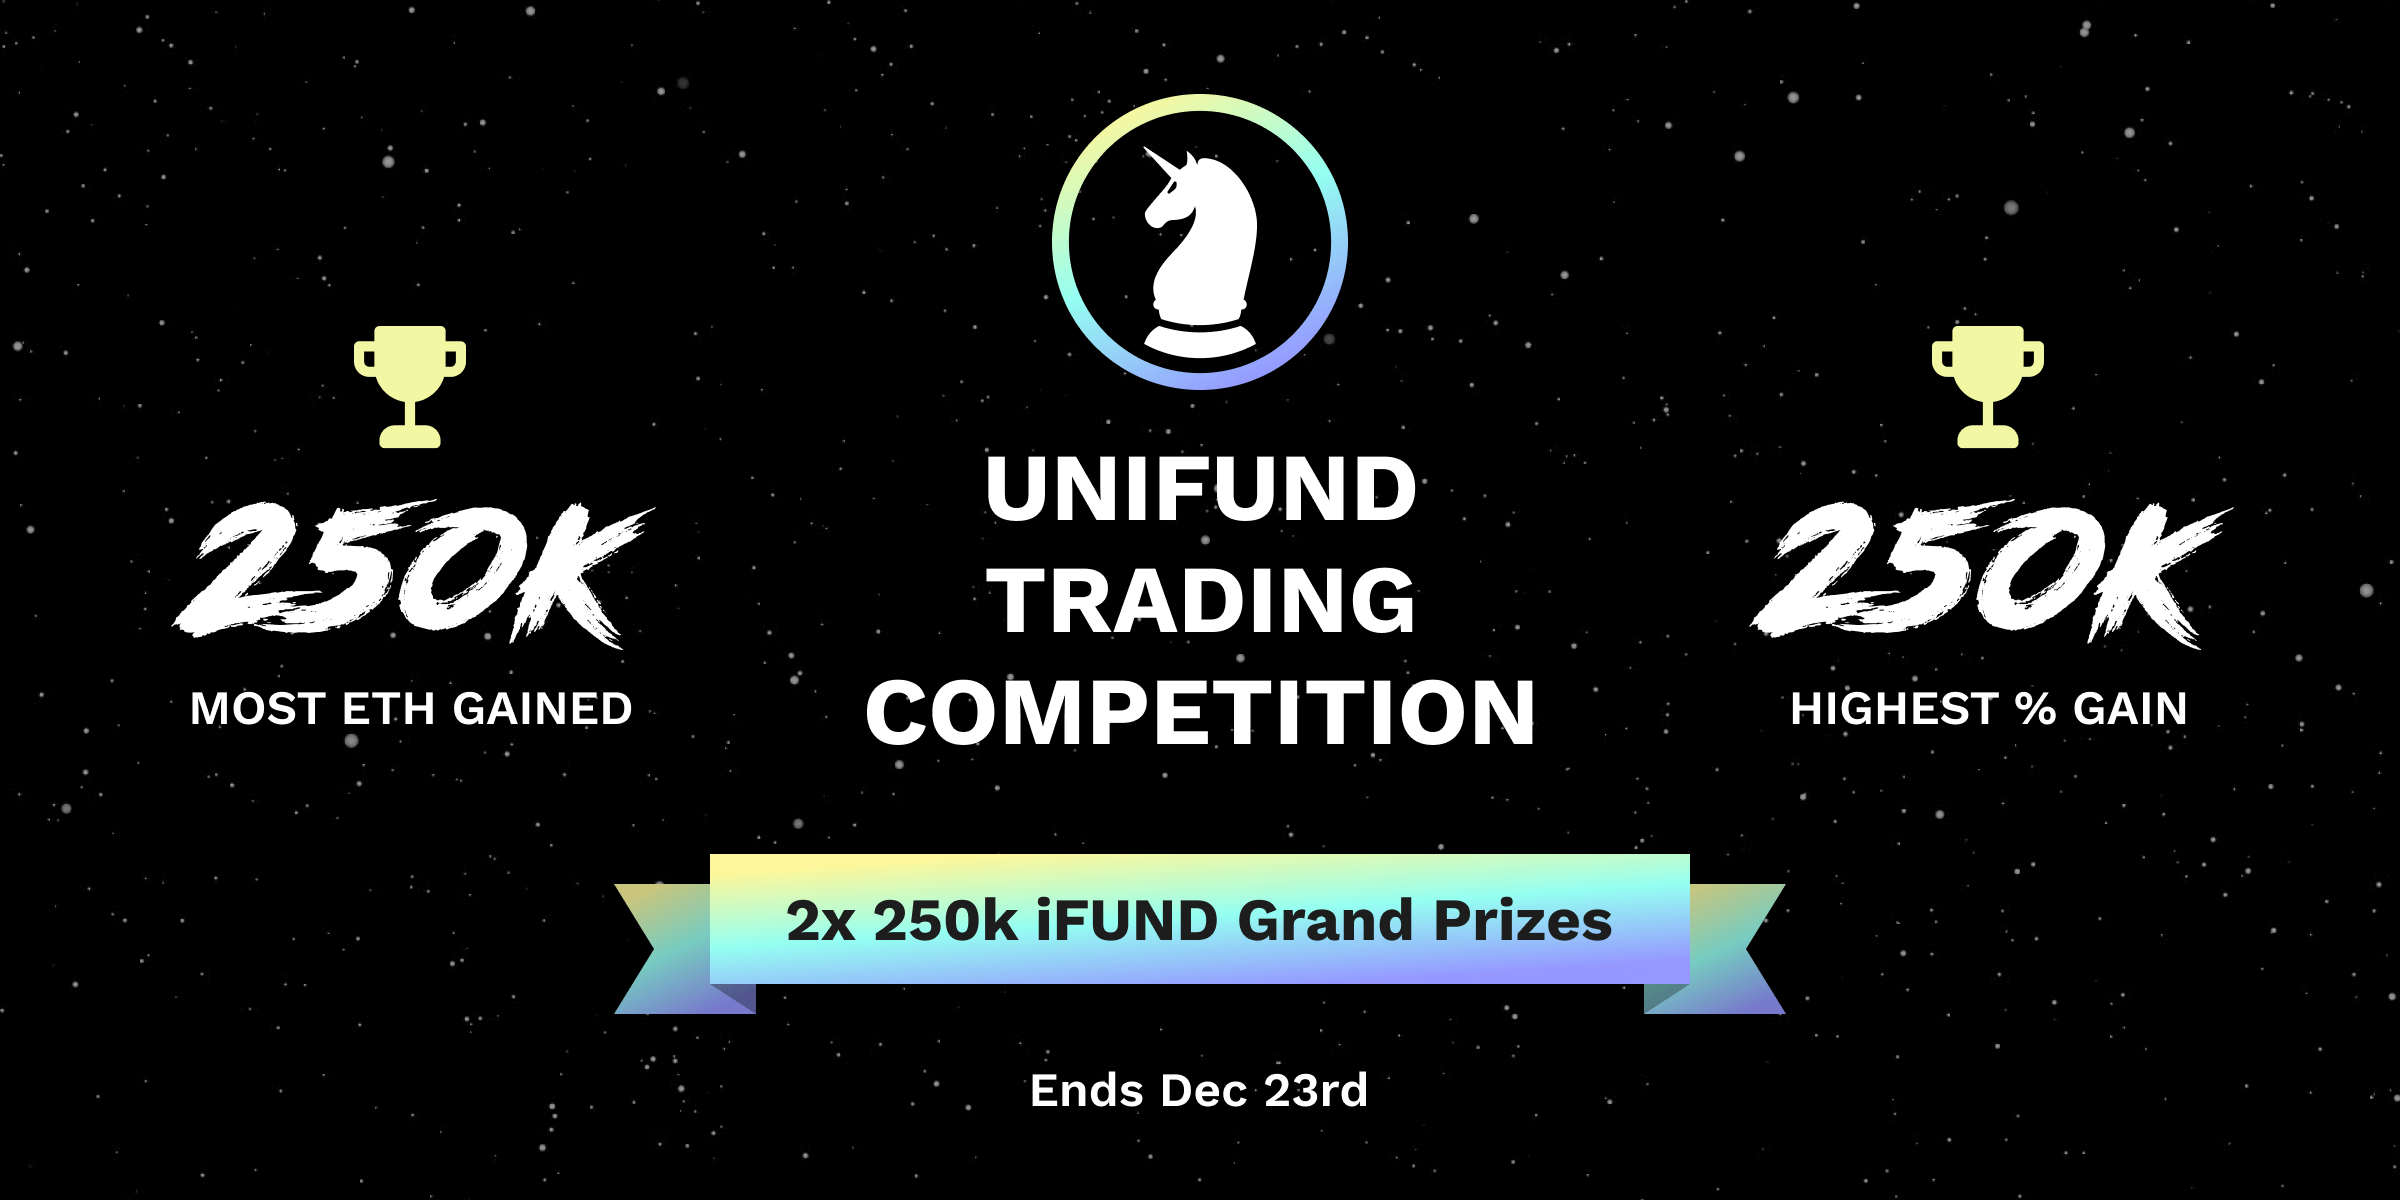 250K
MOST ETH GAINED
UNIFUND
TRADING
COMPETITION
250K
HIGHEST % GAIN
2x 250k iFUND Grand Prizes
Ends Dec 23rd